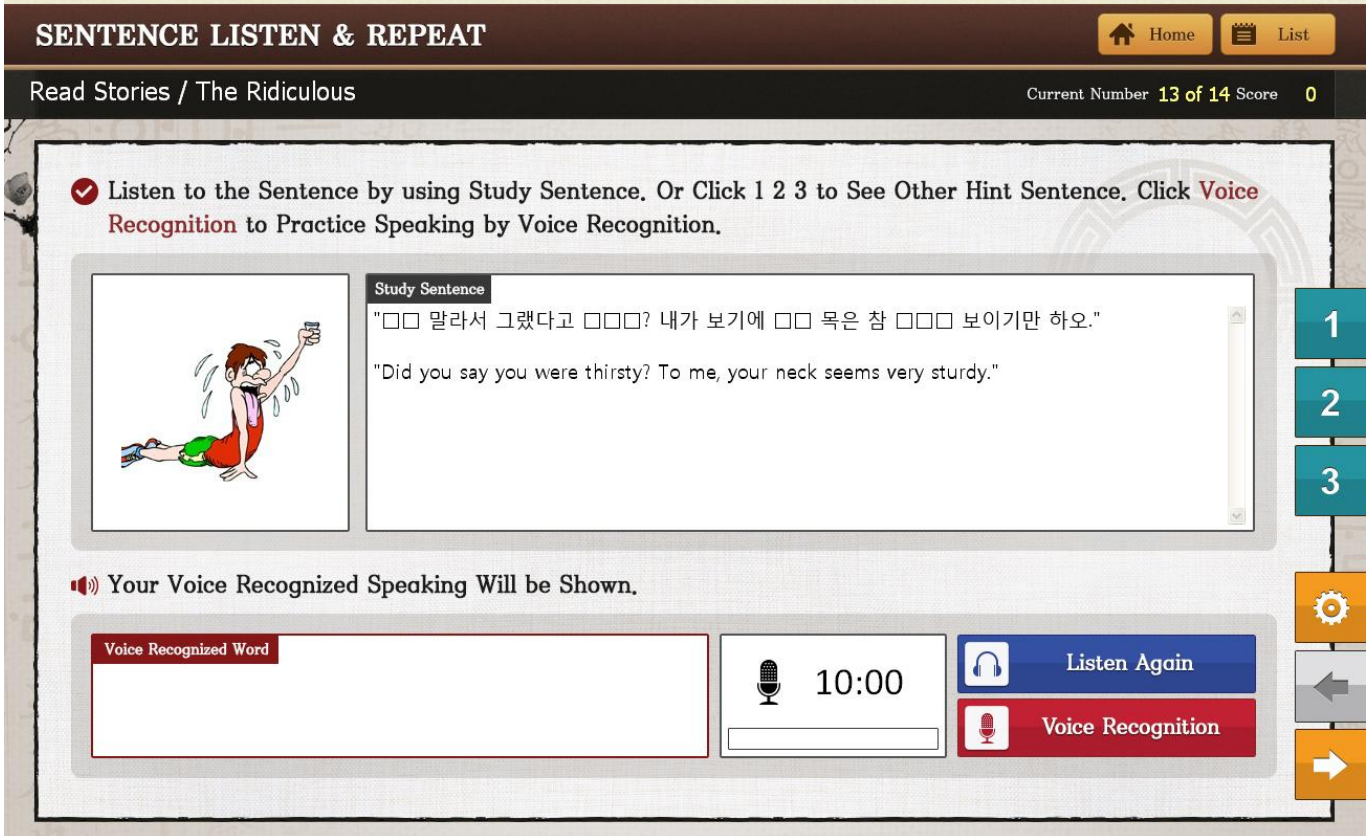 SENTENCE LISTEN & REPEAT
Home
List
Read Stories / The Ridiculous
Current Number 13 of 14 Score 0
Listen to the Sentence by using Study Sentence. Or Click 1 2 3 to See Other Hint Sentence. Click Voice
Recognition to Practice Speaking by Voice Recognition.
Study Sentence
"□□ 말라서 그랬다고 □□□? 내가 보기에 □□ 목은 참 □□□ 보이기만 하오."
"Did you say you were thirsty? To me, your neck seems very sturdy."
1
2
3
Your Voice Recognized Speaking Will be Shown.
Voice Recognized Word
10:00
Listen Again
Voice Recognition